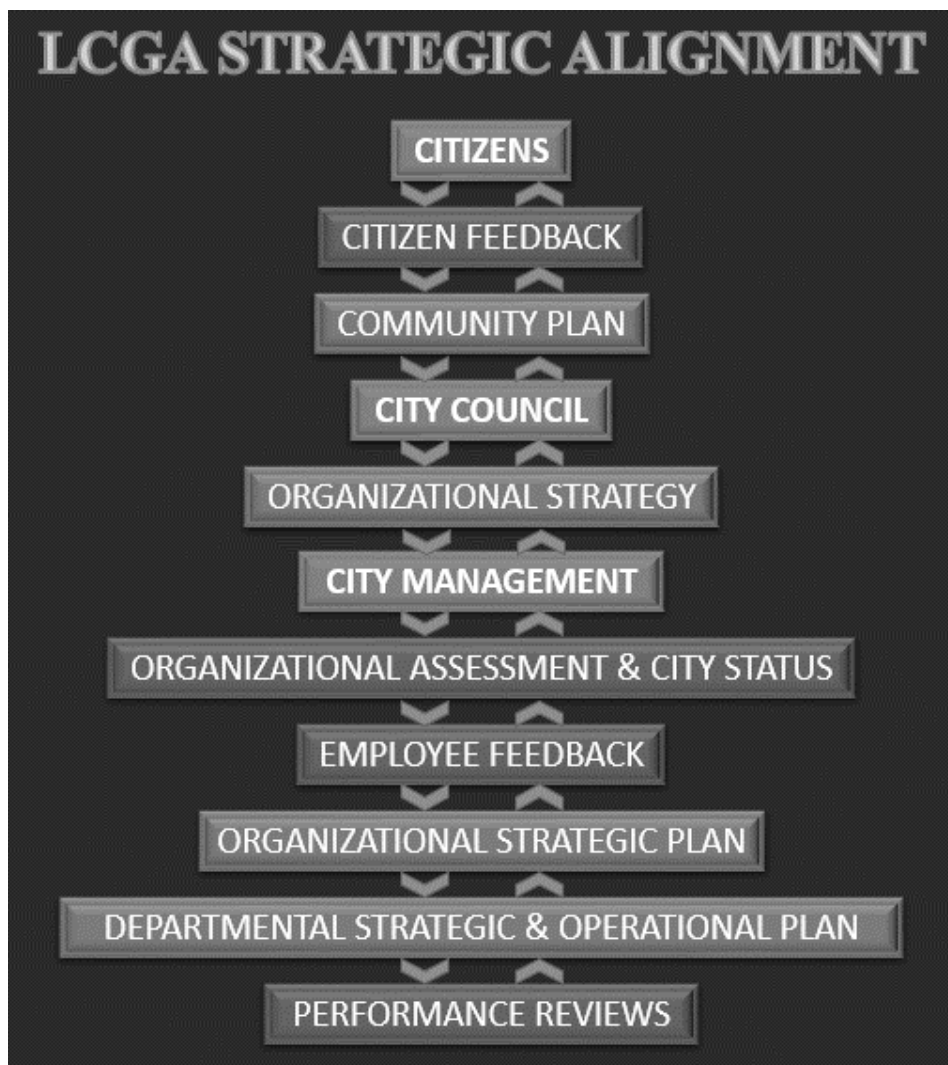 LCGA STRATEGIC ALIGNMENT
CITIZENS
CITIZEN FEEDBACK
COMMUNITY PLAN
CITY COUNCIL
ORGANIZATIONAL STRATEGY
CITY MANAGEMENT
ORGANIZATIONAL ASSESSMENT & CITY STATUS
EMPLOYEE FEEDBACK
ORGANIZATIONAL STRATEGIC PLAN
DEPARTMENTAL STRATEGIC & OPERATIONAL PLAN
PERFORMANCE REVIEWS